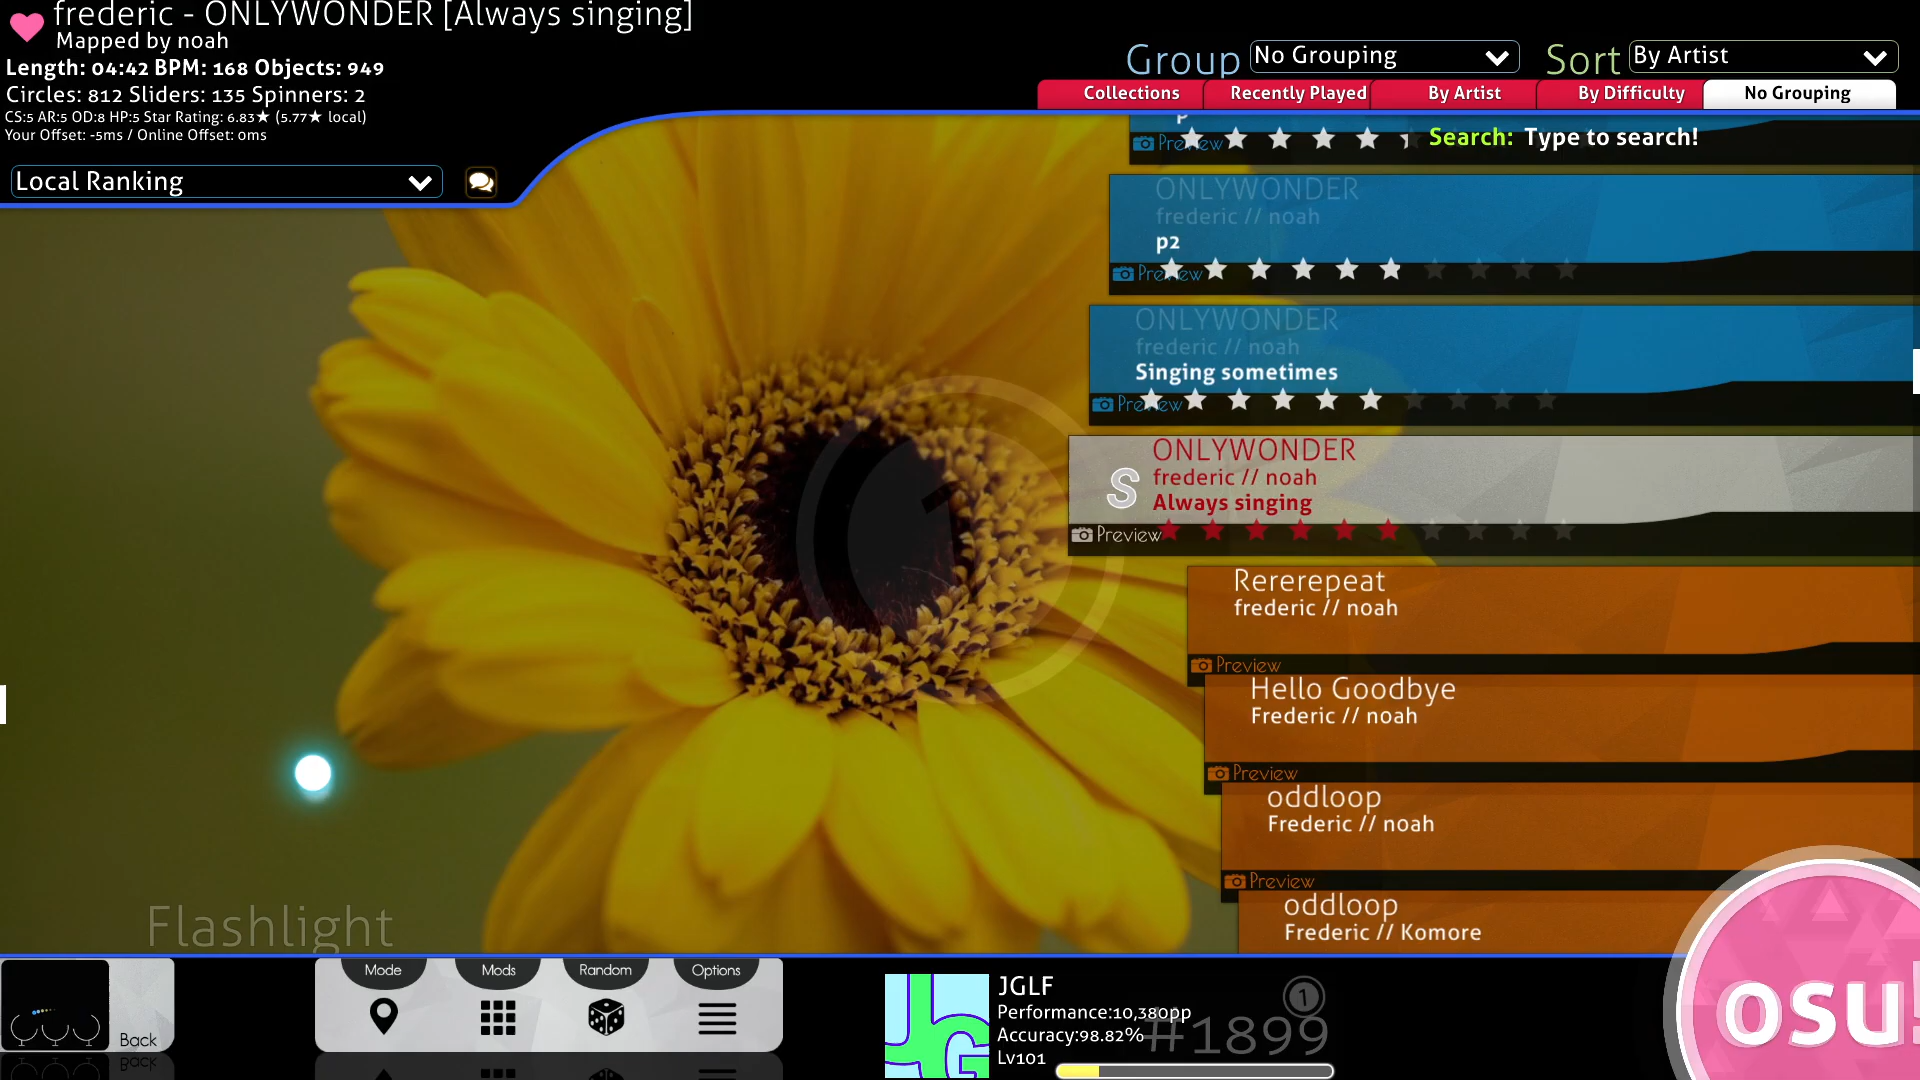 frederic - ONLYWONDER [Always singing]
Mapped by noah
Length: 04:42 BPM: 168 Objects: 949
Circles: 812 Sliders: 135 Spinners: 2
CS:5 AR:5 OD:8 HP:5 Star Rating: 6.83★ (5.77★ local)
Your Offset: -5ms / Online Offset: 0ms
Local Ranking
Group No Grouping
Sort By Artist
Collections
Recently Played
By Artist
By Difficulty
No Grouping
Search: Type to search!
Preview
ONLYWONDER
frederic // noah
p2
Preview
ONLYWONDER
frederic // noah
Singing sometimes
Preview
S
ONLYWONDER
frederic // noah
Always singing
Preview
Rererepeat
frederic // noah
Preview
Hello Goodbye
Frederic // noah
Preview
oddloop
Frederic // noah
Preview
oddloop
Frederic // Komore
Flashlight
Back
Mode
Mods
Random
Options
JGLF
Performance:10,380pp
Accuracy:98.82%
Lv101
#1899
1
osu!